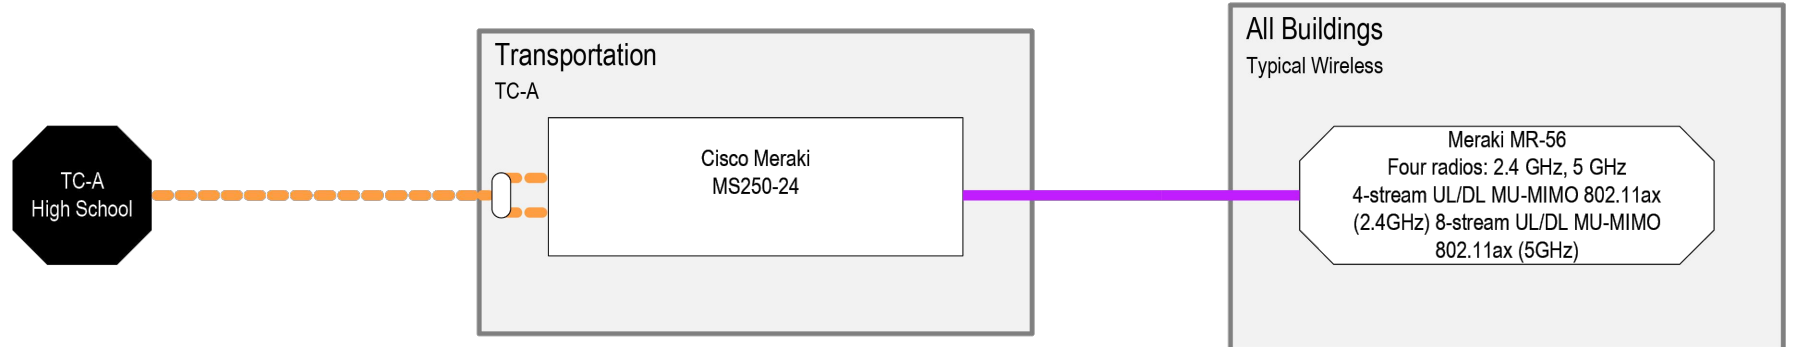 TC-A
High School
Transportation
TC-A
Cisco Meraki
MS250-24
All Buildings
Typical Wireless
Meraki MR-56
Four radios: 2.4 GHz, 5 GHz
4-stream UL/DL MU-MIMO 802.11ax
(2.4GHz) 8-stream UL/DL MU-MIMO
802.11ax (5GHz)